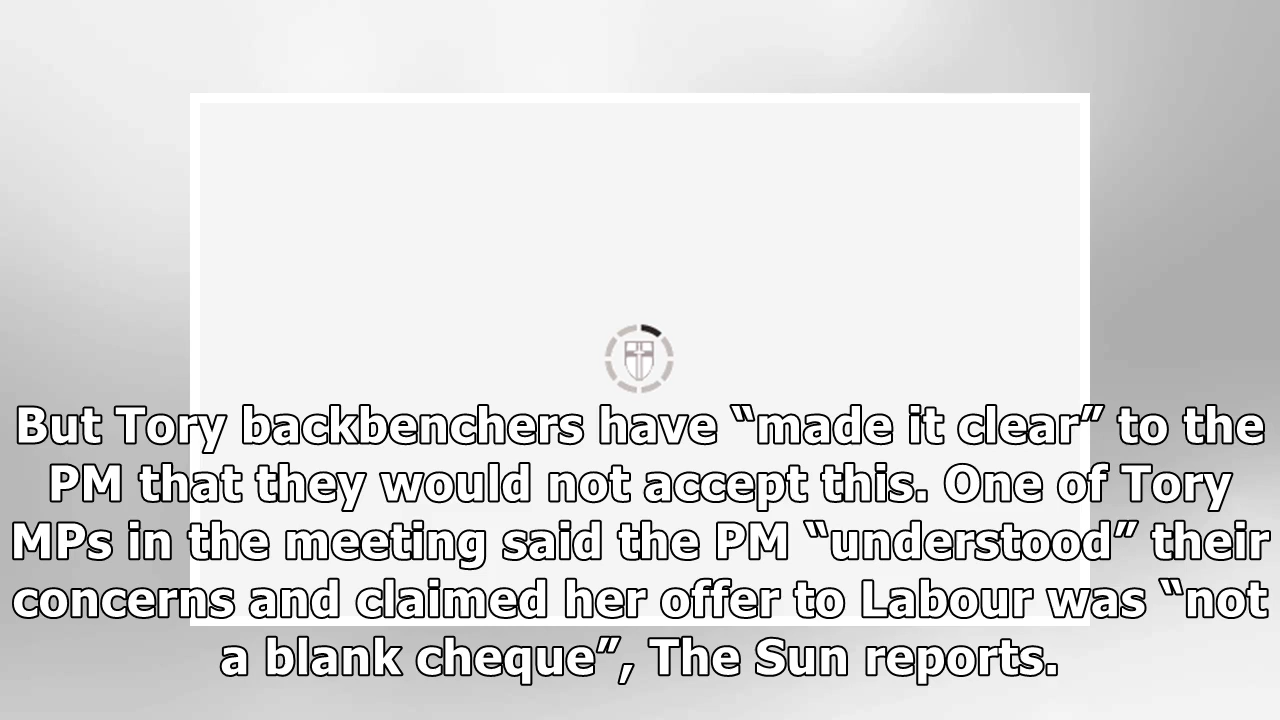 But Tory backbenchers have “made it clear” to the
PM that they would not accept this. One of Tory
MPs in the meeting said the PM “understood” their
concerns and claimed her offer to Labour was “not
a blank cheque”, The Sun reports.